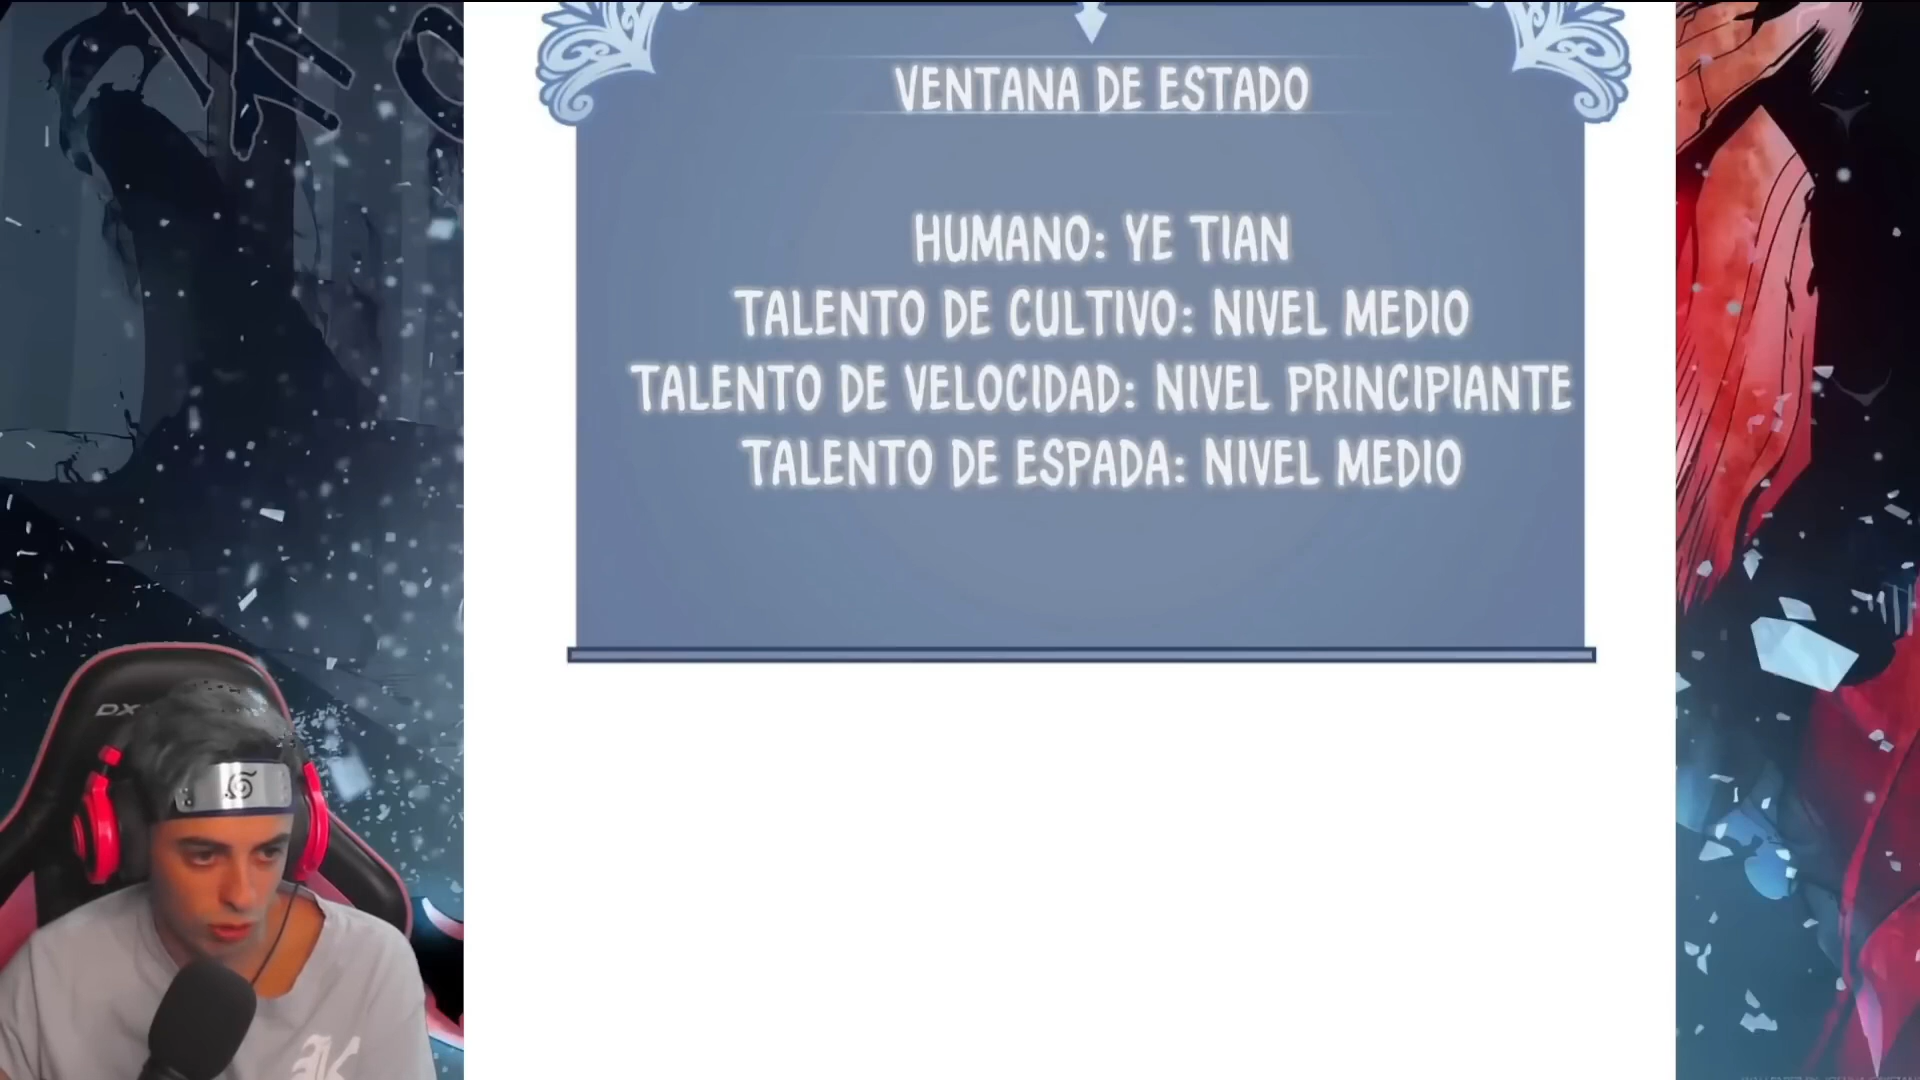 VENTANA DE ESTADO
HUMANO: YE TIAN
TALENTO DE CULTIVO: NIVEL MEDIO
TALENTO DE VELOCIDAD: NIVEL PRINCIPIANTE
TALENTO DE ESPADA: NIVEL MEDIO
DX